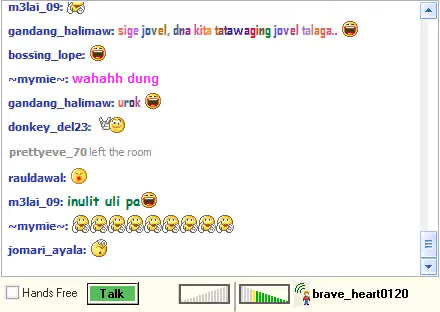 m3lai_09:
gandang_halimaw: sige jovel, dna kita tatawaging jovel talaga..
bossing_lope:
~mymie~: wahahh dung
gandang_halimaw: urok
donkey_del23:
prettyeve_70 left the room
rauldawal:
m3lai_09: inulit uli pa
~mymie~:
jomari_ayala:
Hands Free Talk brave_heart0120